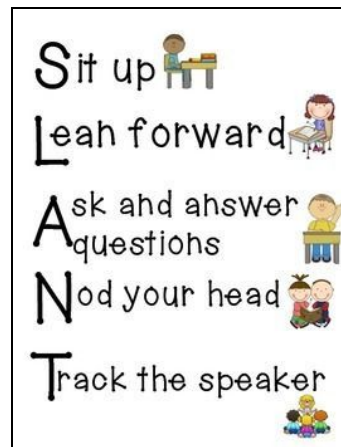 Sit up
Lean forward
Ask and answer
questions
Nod your head
Track the speaker